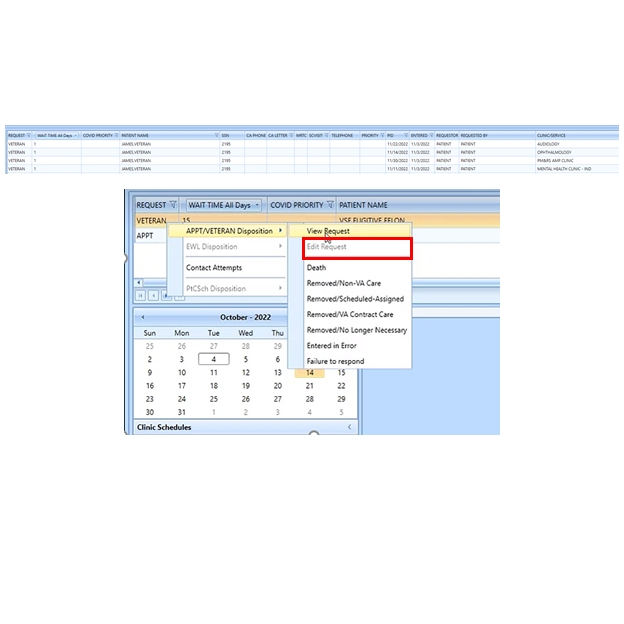 REQUEST WAIT TIME All Days COVID PRIORITY PATIENT NAME SSN CA PHONE CA LETTER MRTC SCVISIT TELEPHONE PRIORITY PID ENTERED REQUESTOR REQUESTED BY CLINIC/SERVICE
VETERAN 1 JAMES,VETERAN 2195 11/22/2022 11/3/2022 PATIENT PATIENT AUDIOLOGY
VETERAN 1 JAMES,VETERAN 2195 11/14/2022 11/3/2022 PATIENT PATIENT OPHTHALMOLOGY
VETERAN 1 JAMES,VETERAN 2195 11/30/2022 11/3/2022 PATIENT PATIENT PM&RS AMP CLINIC
VETERAN 1 JAMES,VETERAN 2195 11/11/2022 11/3/2022 PATIENT PATIENT MENTAL HEALTH CLINIC - IND
REQUEST WAIT TIME All Days COVID PRIORITY PATIENT NAME
VETERAN 15 VSE FUGITIVE FELON
APPT
APPT/VETERAN Disposition
EWL Disposition
Contact Attempts
PtCSch Disposition
View Request
Edit Request
Death
Removed/Non-VA Care
Removed/Scheduled-Assigned
Removed/VA Contract Care
Removed/No Longer Necessary
Entered in Error
Failure to respond
October - 2022
Sun Mon Tue Wed Thu
25 26 27 28 29
2 3 4 5 6
9 10 11 12 13 14 15
16 17 18 19 20 21 22
23 24 25 26 27 28 29
30 31 1 2 3 4 5
Clinic Schedules